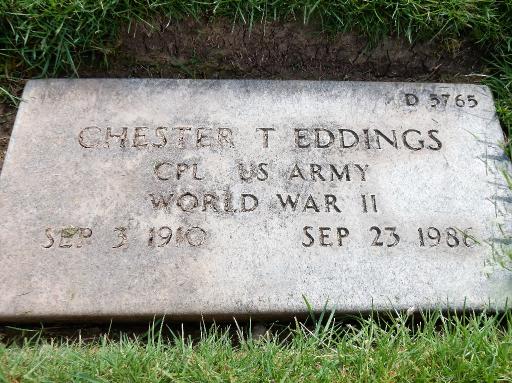 D 5765
CHESTER T EDDINGS
CPL US ARMY
WORLD WAR II
SEP 3 1910 SEP 23 1986